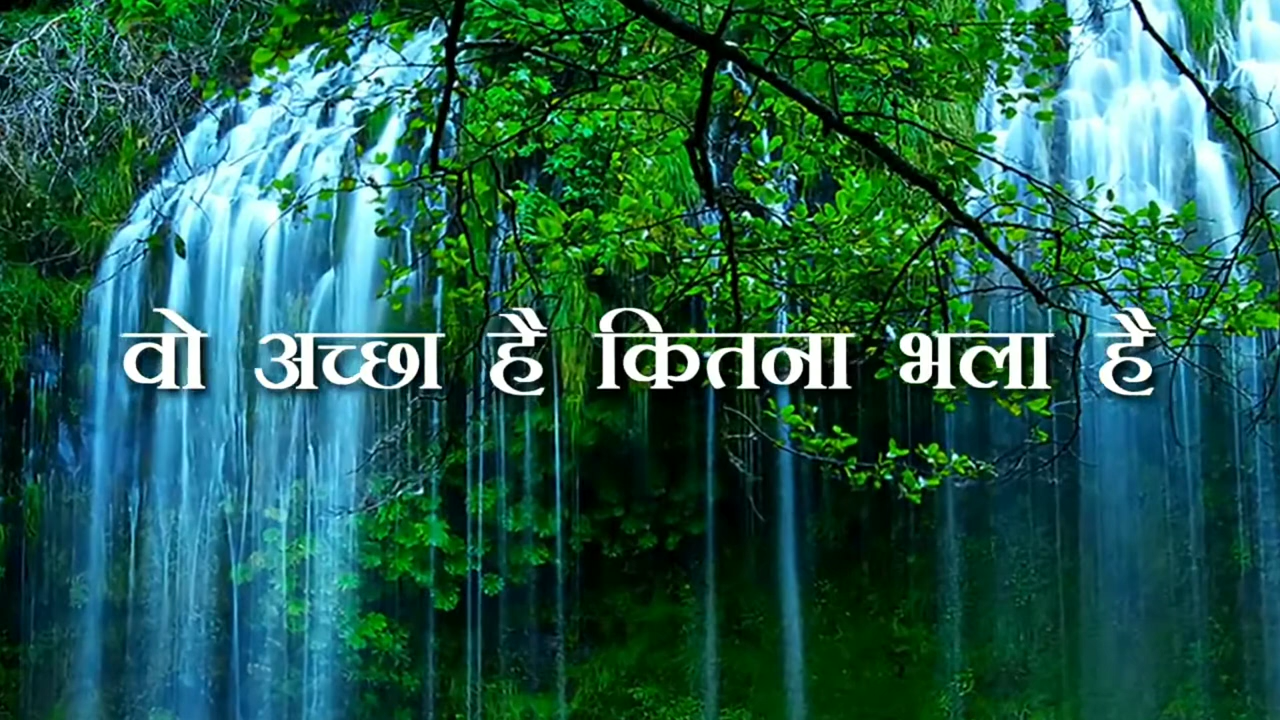 वो अच्छा है कितना भला है